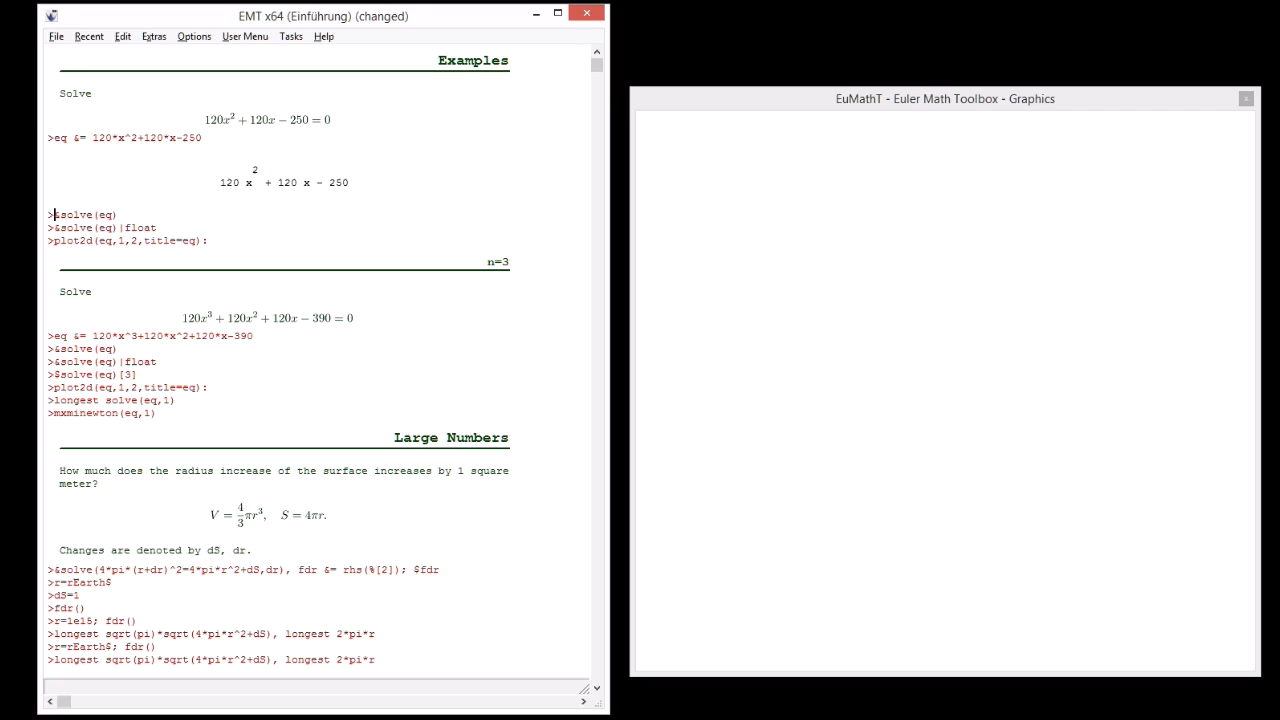 EMT x64 (Einführung) (changed)
File Recent Edit Extras Options User Menu Tasks Help
Examples
Solve
120x² + 120x − 250 = 0
>eq &= 120*x^2+120*x-250
2
120 x + 120 x - 250
>&solve(eq)
>&solve(eq)|float
>plot2d(eq,1,2,title=eq):
n=3
Solve
120x³ + 120x² + 120x − 390 = 0
>eq &= 120*x^3+120*x^2+120*x-390
>&solve(eq)
>&solve(eq)|float
>$solve(eq)[3]
>plot2d(eq,1,2,title=eq):
>longest solve(eq,1)
>mxminewton(eq,1)
Large Numbers
How much does the radius increase of the surface increases by 1 square
meter?
V = 4/3 πr³, S = 4πr.
Changes are denoted by dS, dr.
>&solve(4*pi*(r+dr)^2=4*pi*r^2+dS,dr), fdr &= rhs(%[2]); $fdr
>r=rEarth$
>dS=1
>fdr()
>r=1e15; fdr()
>longest sqrt(pi)*sqrt(4*pi*r^2+dS), longest 2*pi*r
>r=rEarth$; fdr()
>longest sqrt(pi)*sqrt(4*pi*r^2+dS), longest 2*pi*r
EuMathT - Euler Math Toolbox - Graphics